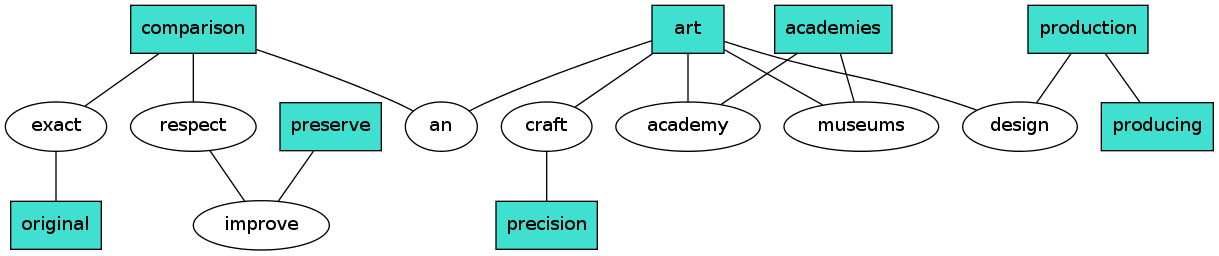 comparison
art
academies
production
exact
respect
preserve
an
craft
academy
museums
design
producing
original
improve
precision